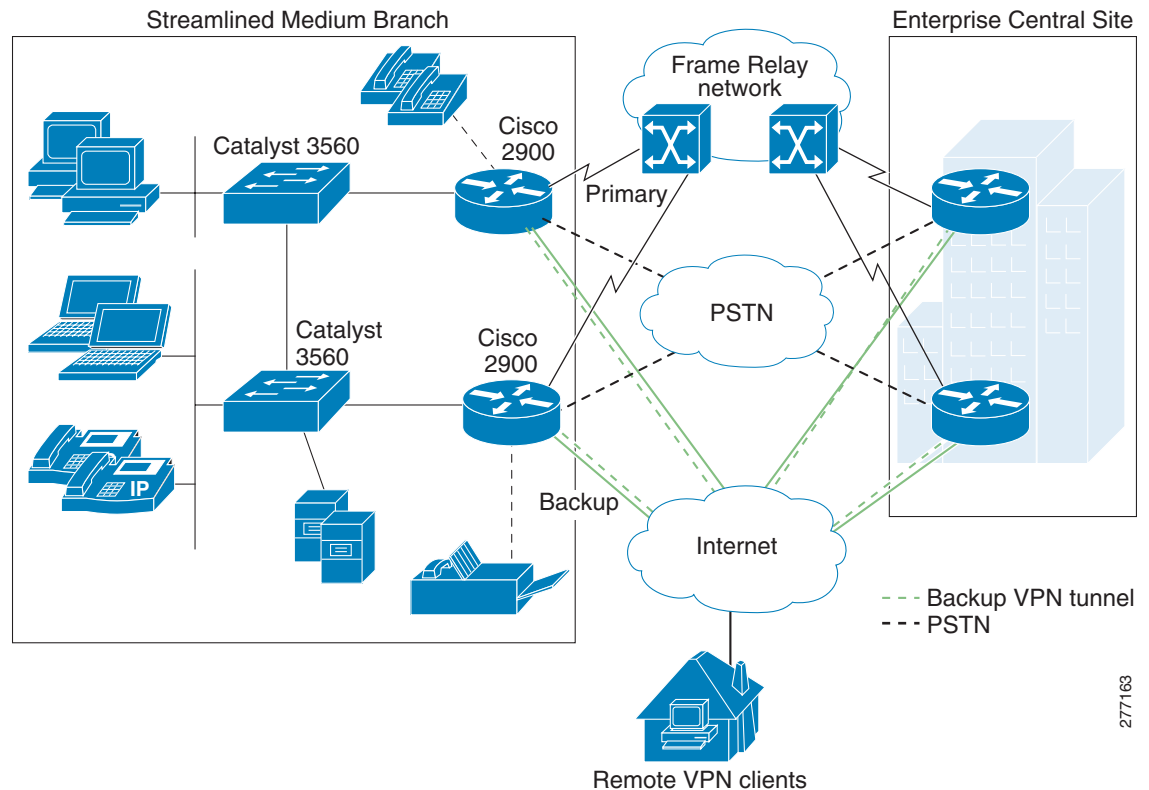 Streamlined Medium Branch
Enterprise Central Site
Frame Relay
network
Cisco
2900
Catalyst 3560
Primary
PSTN
Catalyst
3560
Cisco
2900
IP
Backup
Internet
Backup VPN tunnel
PSTN
277163
Remote VPN clients